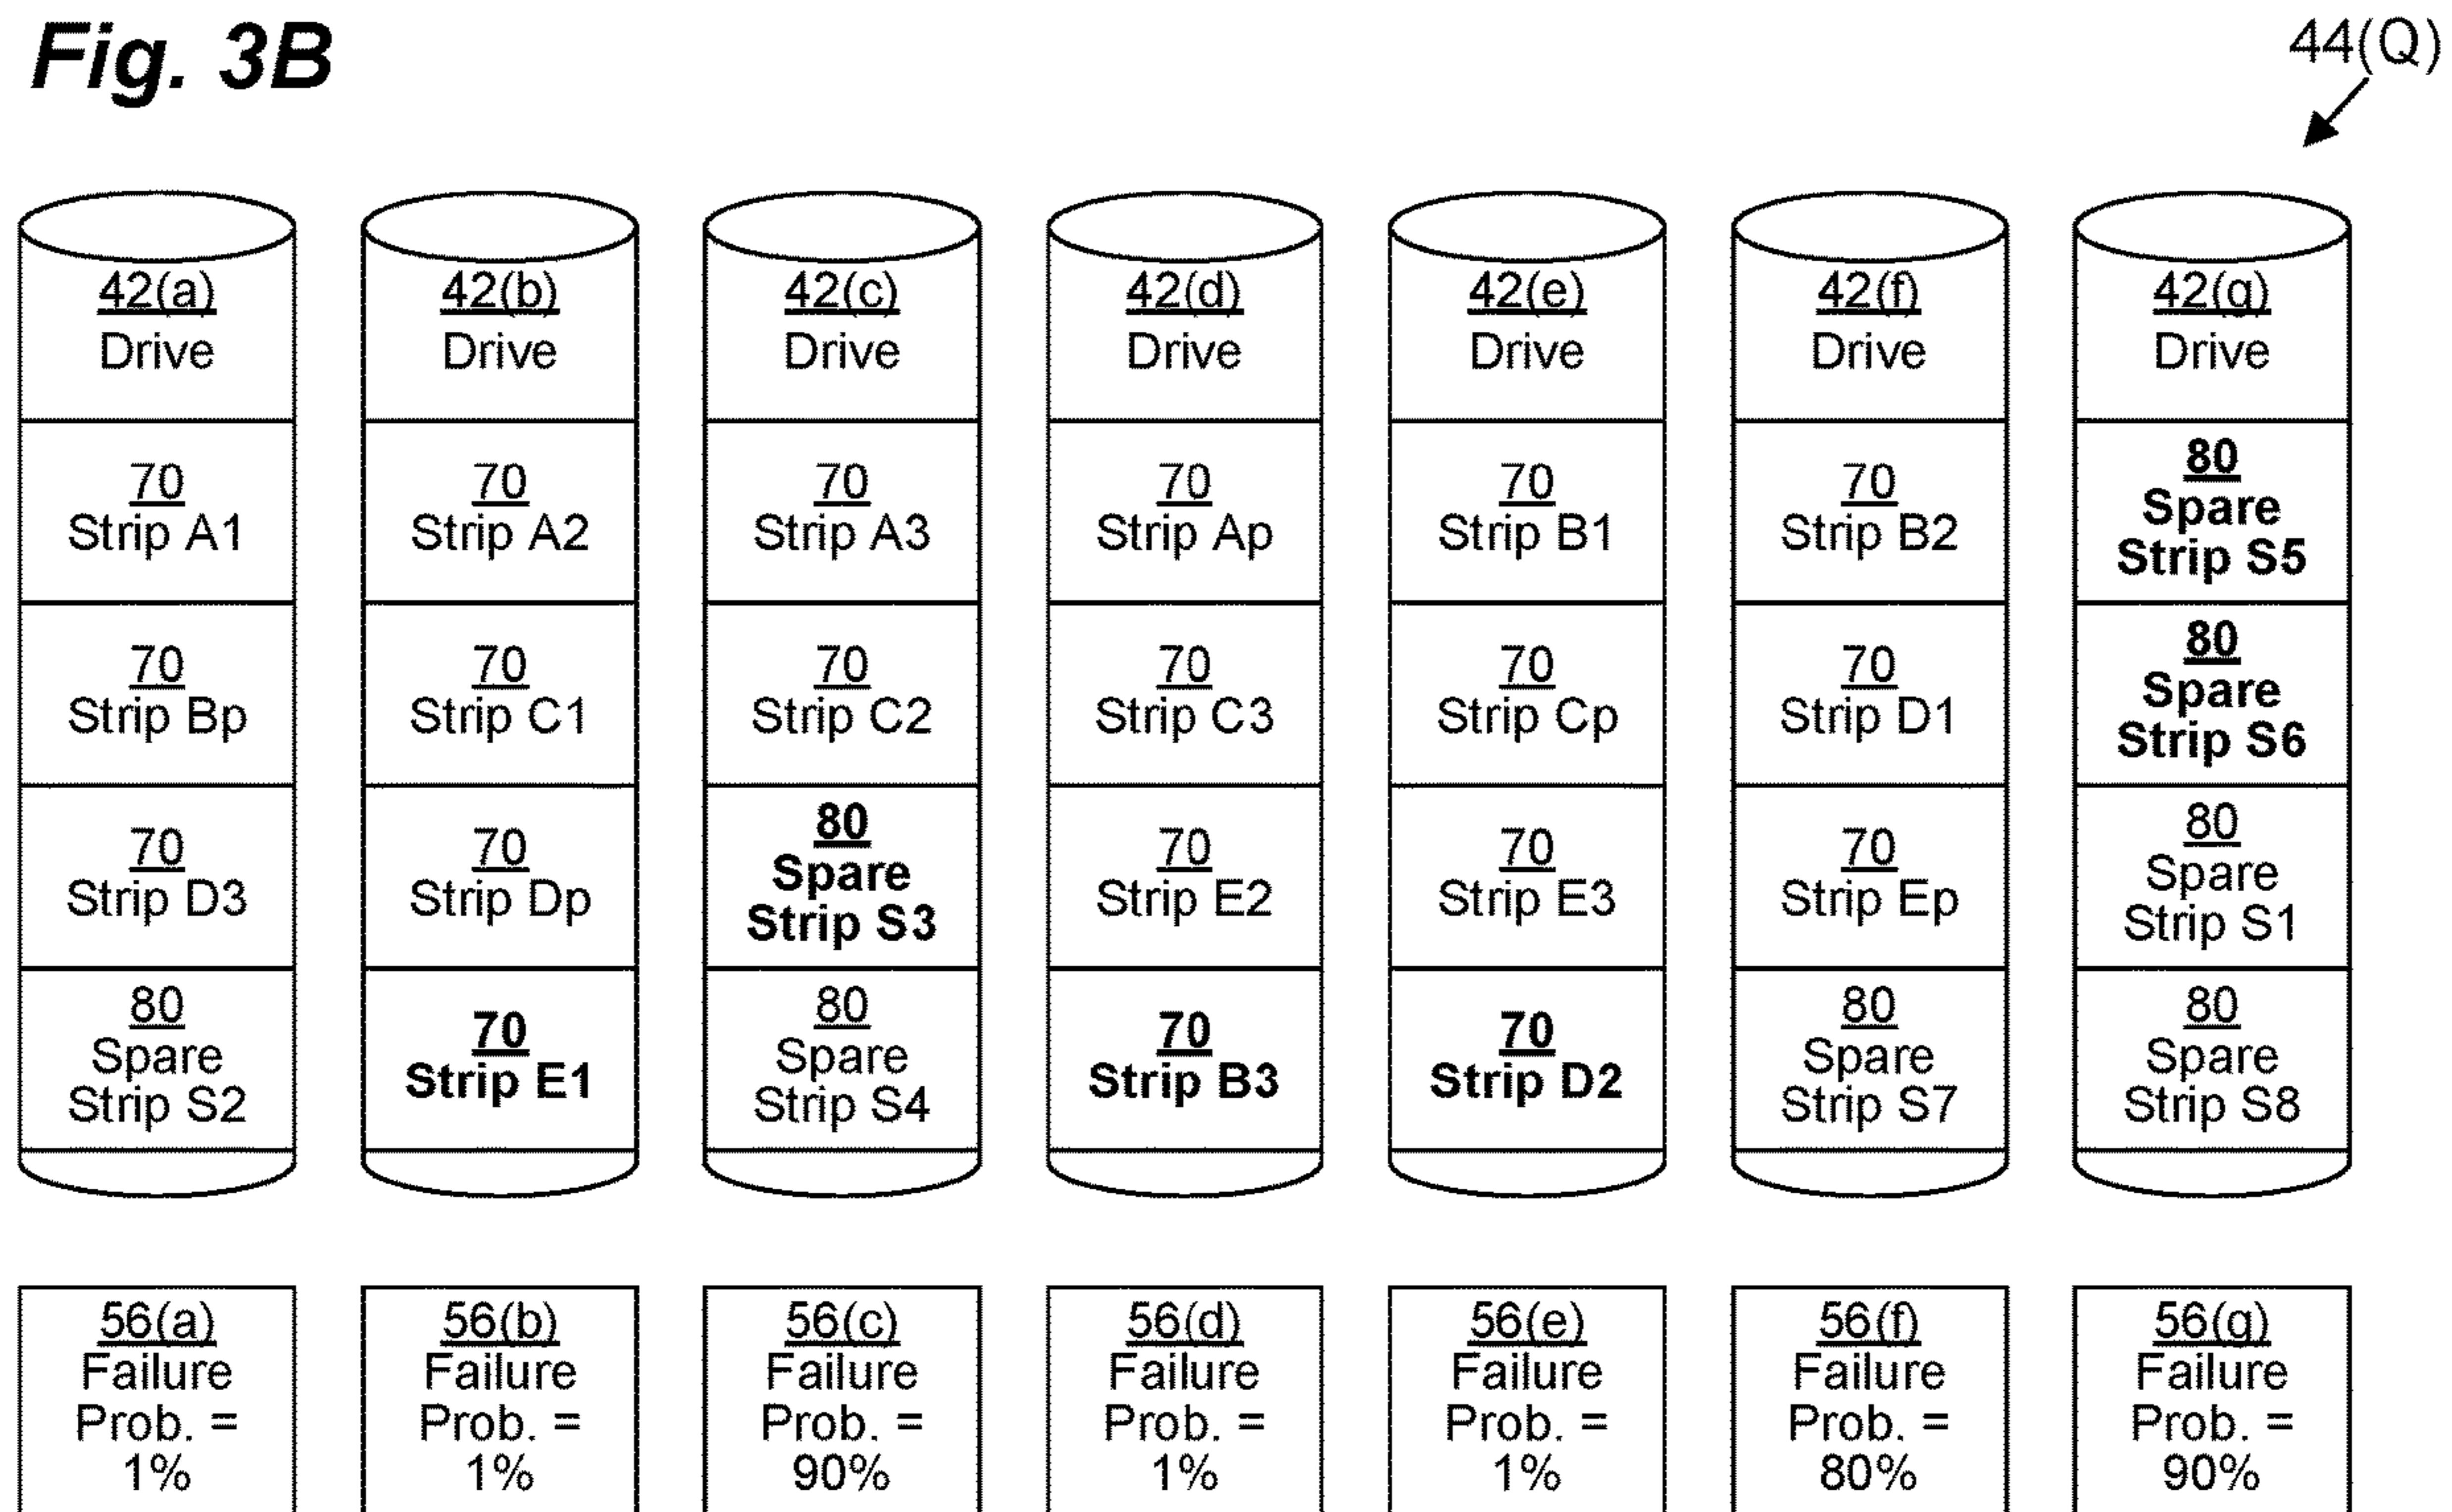 Fig. 3B
44(Q)
42(a)
Drive
70
Strip A1
70
Strip Bp
70
Strip D3
80
Spare
Strip S2
42(b)
Drive
70
Strip A2
70
Strip C1
70
Strip Dp
70
Strip E1
42(c)
Drive
70
Strip A3
70
Strip C2
80
Spare
Strip S3
80
Spare
Strip S4
42(d)
Drive
70
Strip Ap
70
Strip C3
70
Strip E2
70
Strip B3
42(e)
Drive
70
Strip B1
70
Strip Cp
70
Strip E3
70
Strip D2
42(f)
Drive
70
Strip B2
70
Strip D1
70
Strip Ep
80
Spare
Strip S7
42(g)
Drive
80
Spare
Strip S5
80
Spare
Strip S6
80
Spare
Strip S1
80
Spare
Strip S8
56(a)
Failure
Prob. =
1%
56(b)
Failure
Prob. =
1%
56(c)
Failure
Prob. =
90%
56(d)
Failure
Prob. =
1%
56(e)
Failure
Prob. =
1%
56(f)
Failure
Prob. =
80%
56(g)
Failure
Prob. =
90%